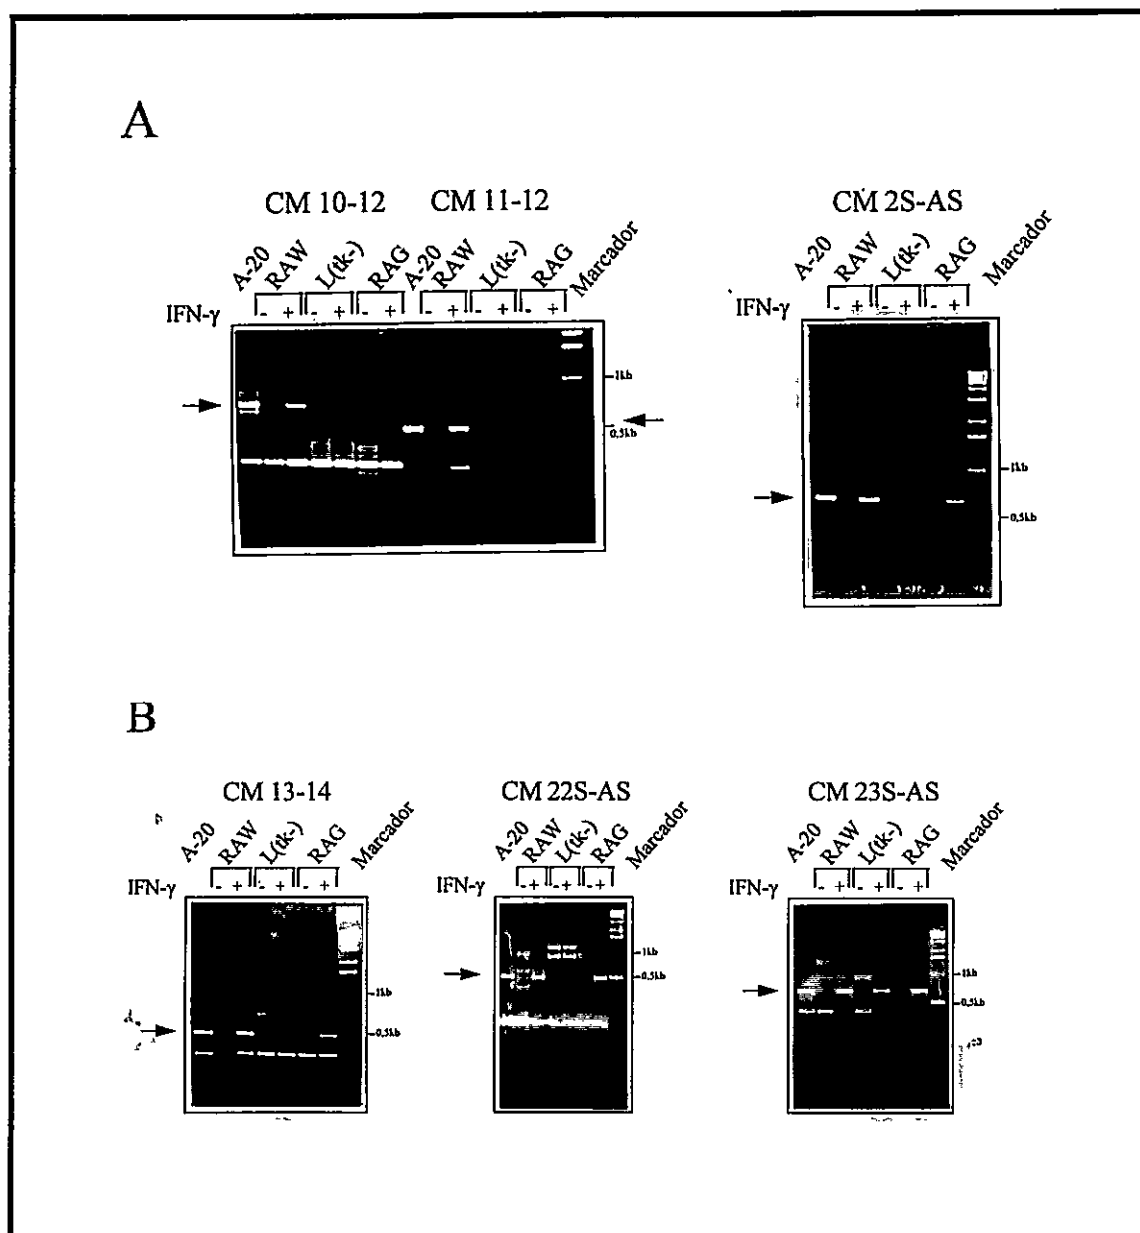 A
CM 10-12 CM 11-12
A-20 RAW L(tk-) RAG A-20 RAW L(tk-) RAG Marcador
IFN-γ - + - + - + - + - + - +
1kb
0,5kb
CM 2S-AS
A-20 RAW L(tk-) RAG Marcador
IFN-γ - + - + - +
1kb
0,5kb
B
CM 13-14
A-20 RAW L(tk-) RAG Marcador
IFN-γ - + - + - +
1kb
0,5kb
CM 22S-AS
A-20 RAW L(tk-) RAG Marcador
IFN-γ - + - + - +
1kb
0,5kb
CM 23S-AS
A-20 RAW L(tk-) RAG Marcador
IFN-γ - + - + - +
1kb
0,5kb